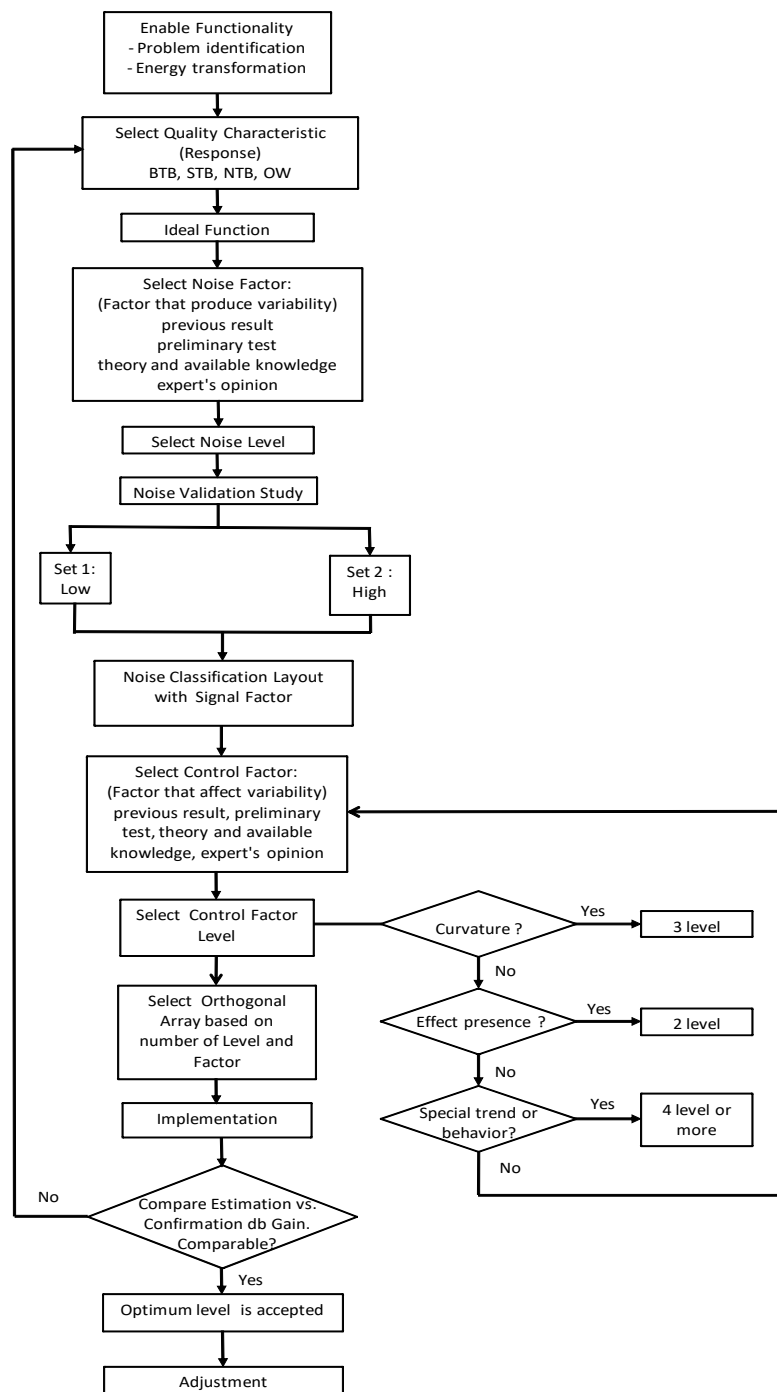 Enable Functionality
- Problem identification
- Energy transformation
Select Quality Characteristic
(Response)
BTB, STB, NTB, OW
Ideal Function
Select Noise Factor:
(Factor that produce variability)
previous result
preliminary test
theory and available knowledge
expert's opinion
Select Noise Level
Noise Validation Study
Set 1:
Low
Set 2 :
High
Noise Classification Layout
with Signal Factor
Select Control Factor:
(Factor that affect variability)
previous result, preliminary
test, theory and available
knowledge, expert's opinion
Select Control Factor
Level
Curvature ?
Yes
3 level
No
Effect presence ?
Yes
2 level
No
Special trend or
behavior?
Yes
4 level or
more
No
Select Orthogonal
Array based on
number of Level and
Factor
Implementation
No
Compare Estimation vs.
Confirmation db Gain.
Comparable?
Yes
Optimum level is accepted
Adjustment